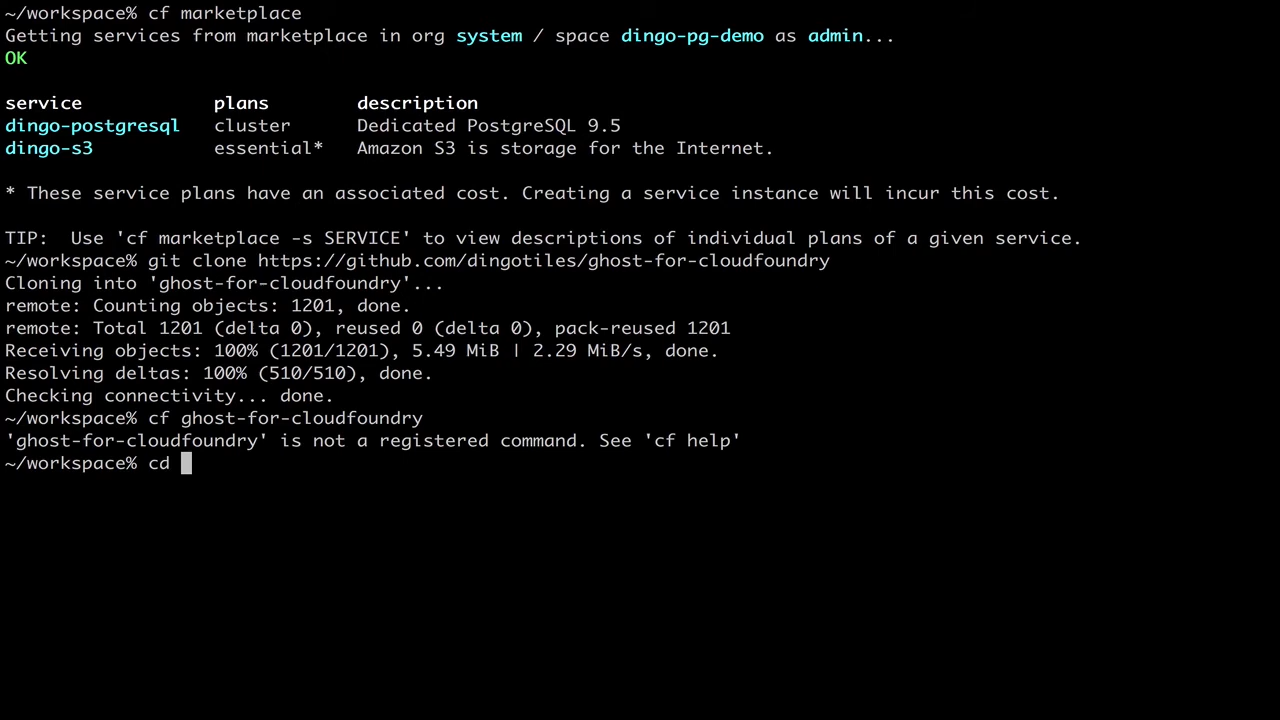 ~/workspace% cf marketplace
Getting services from marketplace in org system / space dingo-pg-demo as admin...
OK
service plans description
dingo-postgresql cluster Dedicated PostgreSQL 9.5
dingo-s3 essential* Amazon S3 is storage for the Internet.
* These service plans have an associated cost. Creating a service instance will incur this cost.
TIP:  Use 'cf marketplace -s SERVICE' to view descriptions of individual plans of a given service.
~/workspace% git clone https://github.com/dingotiles/ghost-for-cloudfoundry
Cloning into 'ghost-for-cloudfoundry'...
remote: Counting objects: 1201, done.
remote: Total 1201 (delta 0), reused 0 (delta 0), pack-reused 1201
Receiving objects: 100% (1201/1201), 5.49 MiB | 2.29 MiB/s, done.
Resolving deltas: 100% (510/510), done.
Checking connectivity... done.
~/workspace% cf ghost-for-cloudfoundry
'ghost-for-cloudfoundry' is not a registered command. See 'cf help'
~/workspace% cd